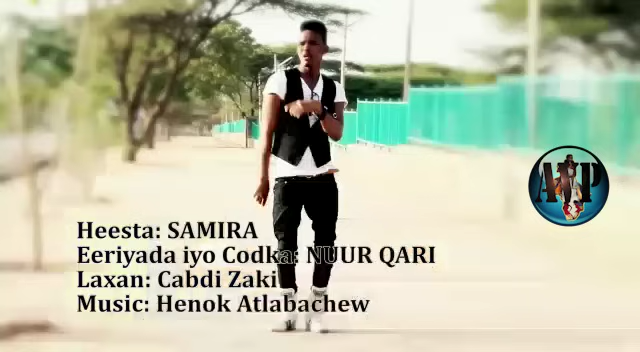 Heesta: SAMIRA
Eeriyada iyo Codka: NUUR QARI
Laxan: Cabdi Zaki
Music: Henok Atlabachew